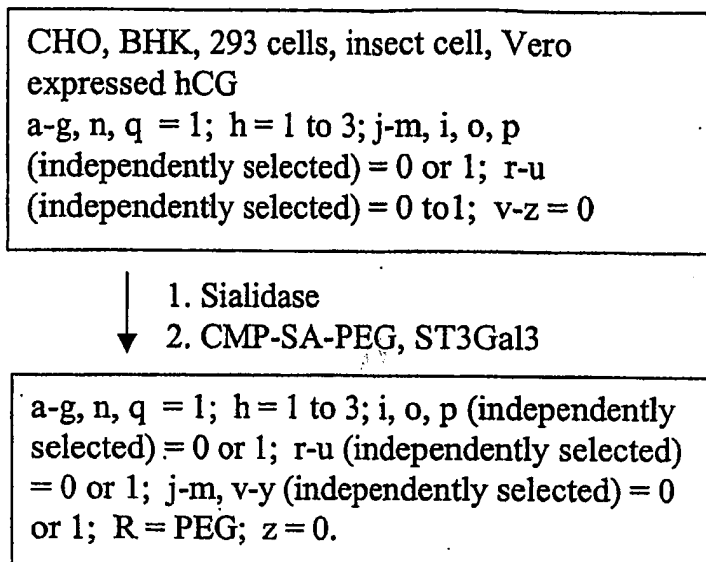 CHO, BHK, 293 cells, insect cell, Vero
expressed hCG
a-g, n, q = 1; h = 1 to 3; j-m, i, o, p
(independently selected) = 0 or 1; r-u
(independently selected) = 0 to1; v-z = 0
1. Sialidase
2. CMP-SA-PEG, ST3Gal3
a-g, n, q = 1; h = 1 to 3; i, o, p (independently
selected) = 0 or 1; r-u (independently selected)
= 0 or 1; j-m, v-y (independently selected) = 0
or 1; R = PEG; z = 0.